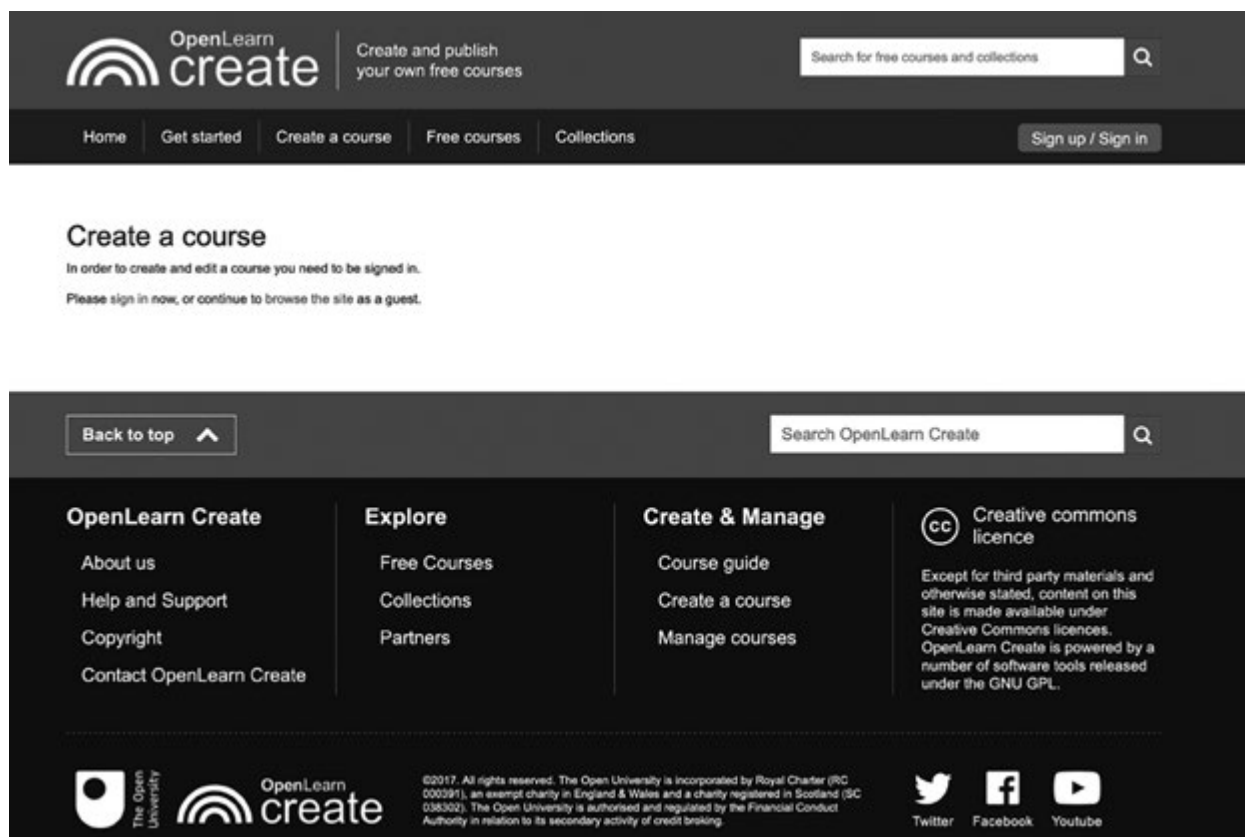 OpenLearn
create
Create and publish
your own free courses
Search for free courses and collections
Home
Get started
Create a course
Free courses
Collections
Sign up / Sign in
Create a course
In order to create and edit a course you need to be signed in.
Please sign in now, or continue to browse the site as a guest.
Back to top
Search OpenLearn Create
OpenLearn Create
About us
Help and Support
Copyright
Contact OpenLearn Create
Explore
Free Courses
Collections
Partners
Create & Manage
Course guide
Create a course
Manage courses
cc
Creative commons
licence
Except for third party materials and
otherwise stated, content on this
site is made available under
Creative Commons licences.
OpenLearn Create is powered by a
number of software tools released
under the GNU GPL.
The Open
University
OpenLearn
create
©2017. All rights reserved. The Open University is incorporated by Royal Charter (RC
000391), an exempt charity in England & Wales and a charity registered in Scotland (SC
038302). The Open University is authorised and regulated by the Financial Conduct
Authority in relation to its secondary activity of credit broking.
Twitter
Facebook
Youtube